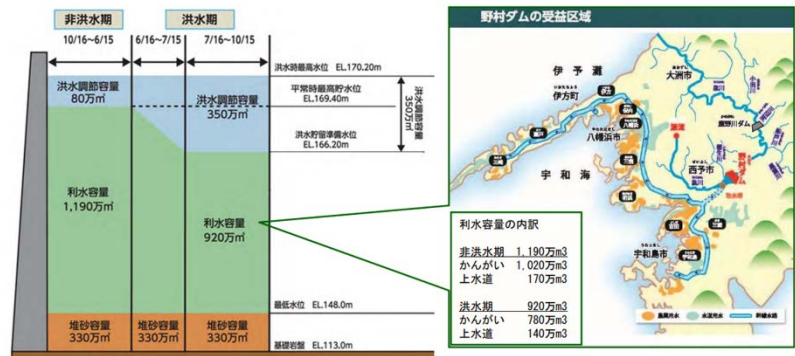 非洪水期
洪水期
10/16~6/15
6/16~7/15
7/16~10/15
洪水時最高水位 EL.170.20m
洪水調節容量
80万㎥
洪水調節容量
350万㎥
平常時最高貯水位
EL.169.40m
洪水貯留準備水位
EL.166.20m
洪水調節容量
350万㎥
利水容量
1,190万㎥
利水容量
920万㎥
最低水位 EL.148.0m
堆砂容量
330万㎥
堆砂容量
330万㎥
堆砂容量
330万㎥
基礎岩盤 EL.113.0m
野村ダムの受益区域
伊予灘
大洲市
伊方町
鹿野川ダム
八幡浜市
宇和海
西予市
野村ダム
宇和島市
利水容量の内訳
非洪水期 1,190万m3
かんがい 1,020万m3
上水道 170万m3
洪水期 920万m3
かんがい 780万m3
上水道 140万m3
農業用水
水道用水
幹線水路